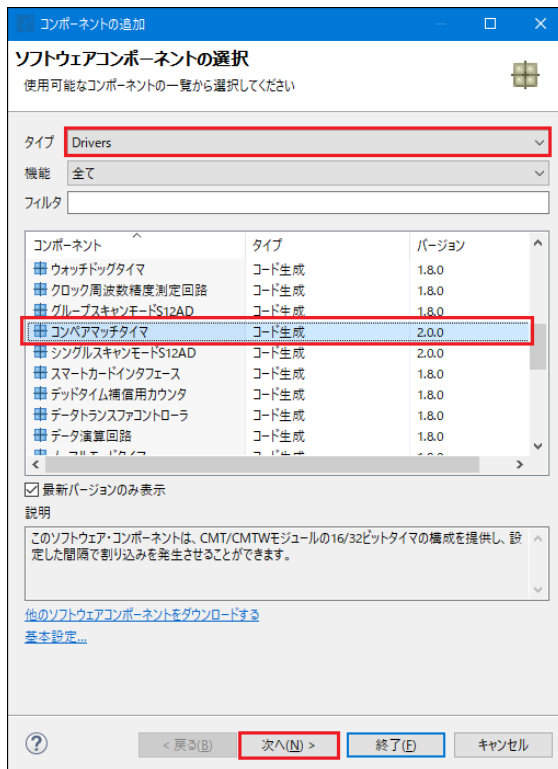 コンポーネントの追加
ソフトウェアコンポーネントの選択
使用可能なコンポーネントの一覧から選択してください
タイプ Drivers
機能 全て
フィルタ
コンポーネント タイプ バージョン
ウォッチドッグタイマ コード生成 1.8.0
クロック周波数精度測定回路 コード生成 1.8.0
グループスキャンモードS12AD コード生成 1.8.0
コンペアマッチタイマ コード生成 2.0.0
シングルスキャンモードS12AD コード生成 2.0.0
スマートカードインタフェース コード生成 1.8.0
デッドタイム補償用カウンタ コード生成 1.8.0
データトランスファコントローラ コード生成 1.8.0
データ演算回路 コード生成 1.8.0
最新バージョンのみ表示
説明
このソフトウェア・コンポーネントは、CMT/CMTWモジュールの16/32ビットタイマの構成を提供し、設
定した間隔で割り込みを発生させることができます。
他のソフトウェアコンポーネントをダウンロードする
基本設定...
? < 戻る(B) 次へ(N) > 終了(F) キャンセル